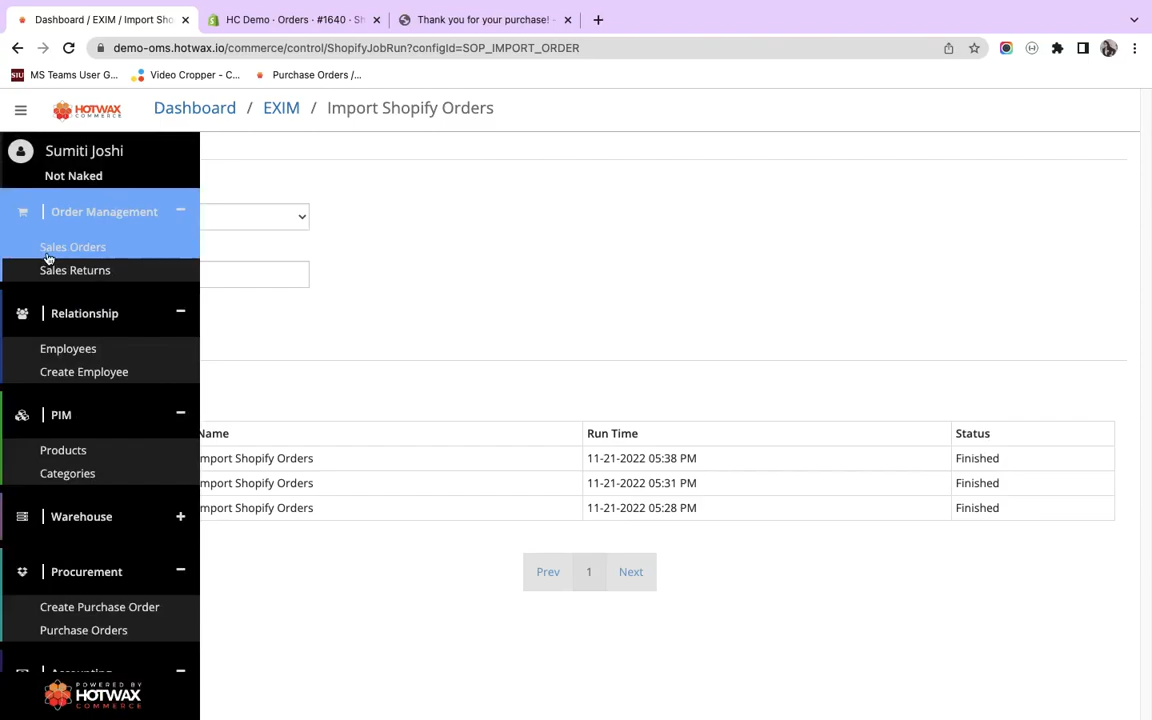 Dashboard / EXIM / Import Sho
HC Demo · Orders · #1640 · Sh
Thank you for your purchase! -
demo-oms.hotwax.io/commerce/control/ShopifyJobRun?configId=SOP_IMPORT_ORDER
SIU MS Teams User G...
Video Cropper - C...
Purchase Orders /...
HOTWAX COMMERCE
Dashboard / EXIM / Import Shopify Orders
Sumiti Joshi
Not Naked
Order Management
Sales Orders
Sales Returns
Relationship
Employees
Create Employee
PIM
Products
Categories
Warehouse
Procurement
Create Purchase Order
Purchase Orders
Accounting
POWERED BY
HOTWAX
COMMERCE
Name Run Time Status
mport Shopify Orders 11-21-2022 05:38 PM Finished
mport Shopify Orders 11-21-2022 05:31 PM Finished
mport Shopify Orders 11-21-2022 05:28 PM Finished
Prev 1 Next